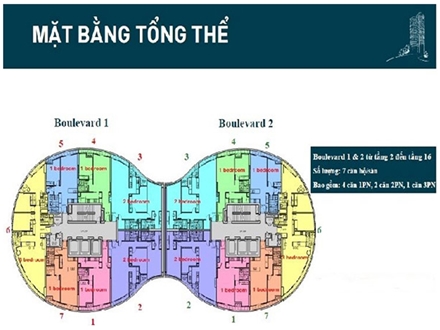 MẶT BẰNG TỔNG THỂ
Boulevard 1
Boulevard 2
Boulevard 1 & 2 từ tầng 2 đến tầng 16
Số lượng: 7 căn hộ/sàn
Bao gồm: 4 căn 1PN, 2 căn 2PN, 1 căn 3PN
5 4 3 3 4 5
1 bedroom 1 bedroom 1 bedroom 1 bedroom
2 bedroom 2 bedroom
6 6
3 bedroom 3 bedroom
2 bedroom 2 bedroom
1 bedroom 1 bedroom 1 bedroom 1 bedroom
7 1 2 2 1 7